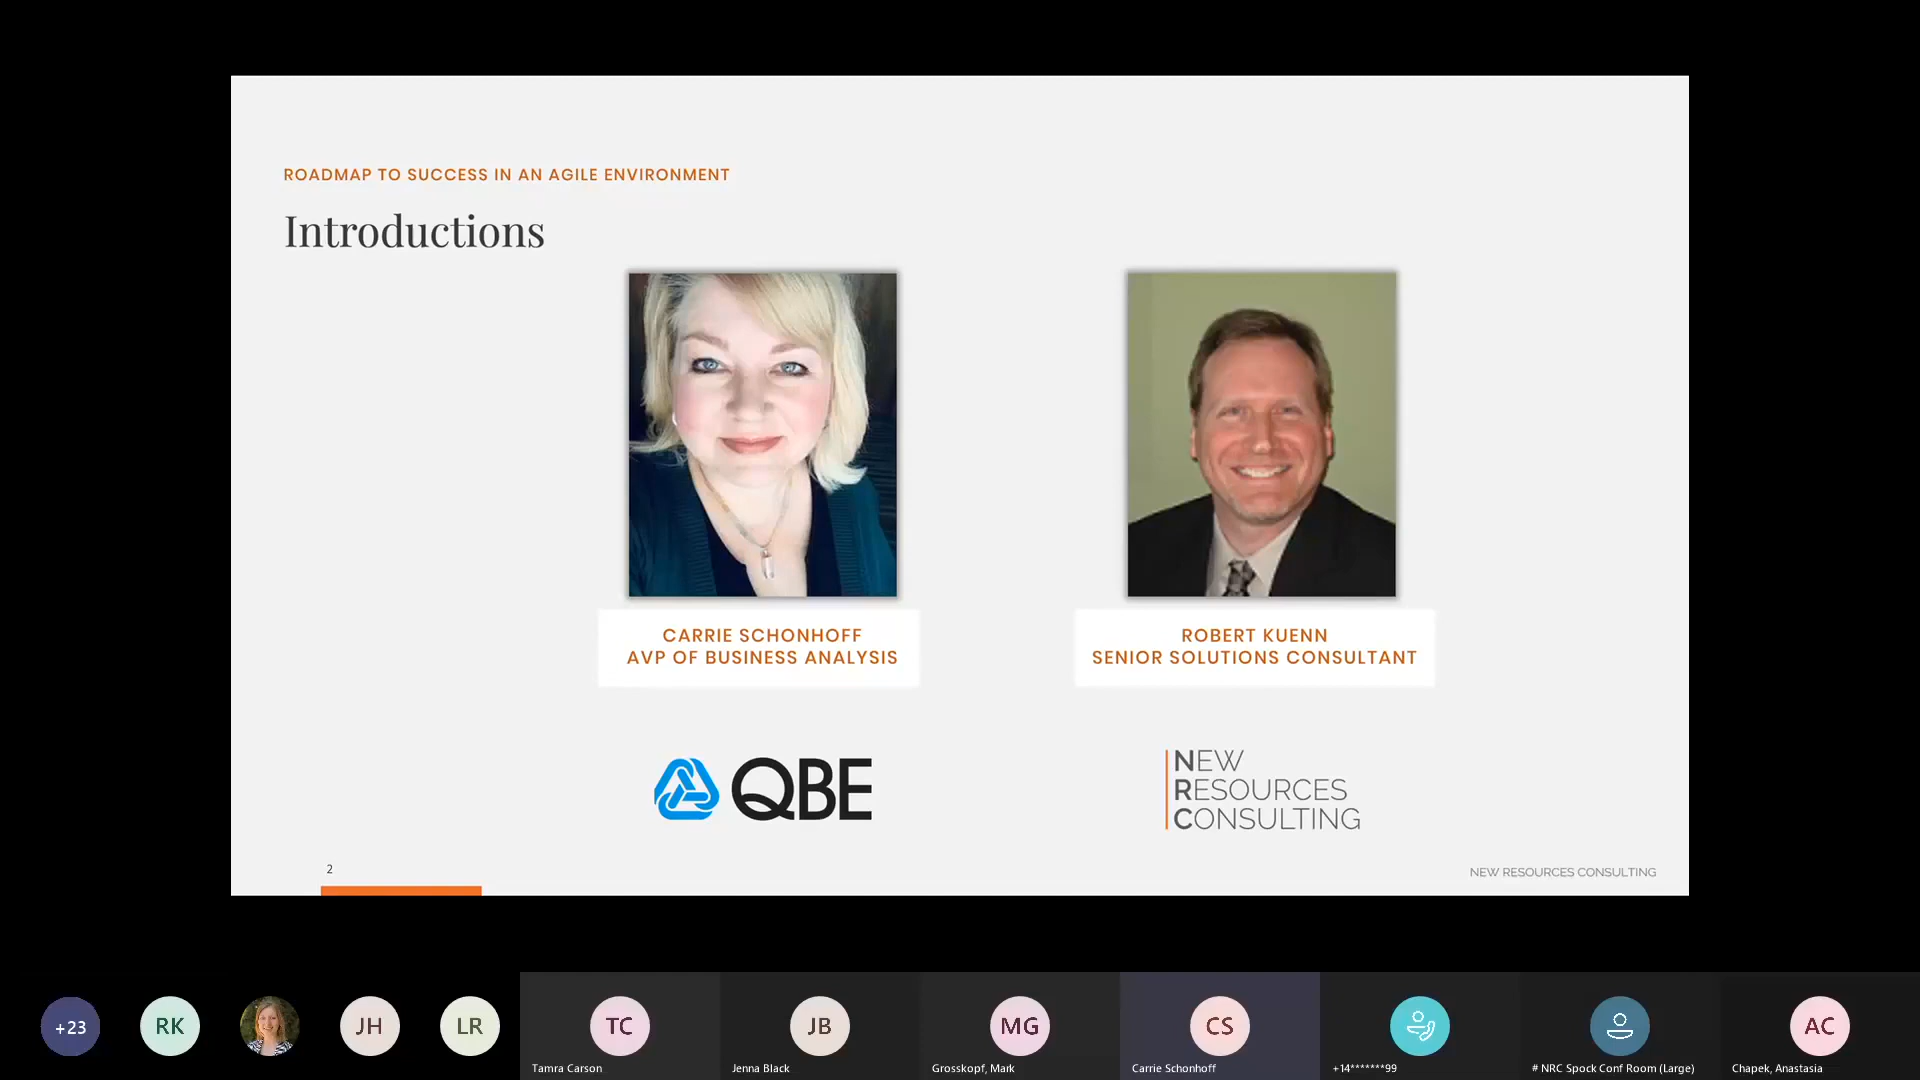 ROADMAP TO SUCCESS IN AN AGILE ENVIRONMENT
Introductions
CARRIE SCHONHOFF
AVP OF BUSINESS ANALYSIS
ROBERT KUENN
SENIOR SOLUTIONS CONSULTANT
QBE
NEW
RESOURCES
CONSULTING
2
NEW RESOURCES CONSULTING
+23
RK
JH
LR
TC
Tamra Carson
JB
Jenna Black
MG
Grosskopf, Mark
CS
Carrie Schonhoff
+14*******99
# NRC Spock Conf Room (Large)
AC
Chapek, Anastasia